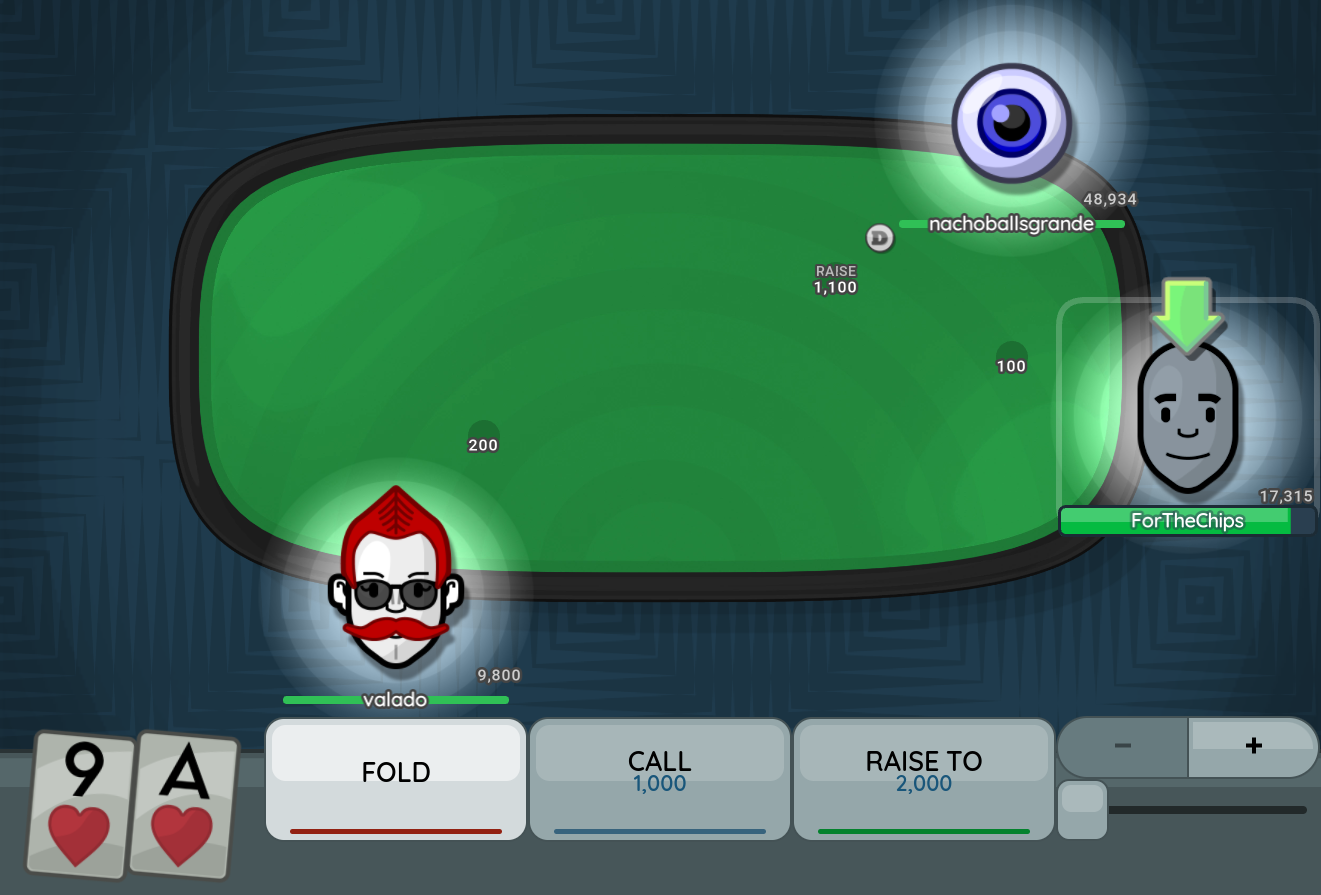 48,934
nachoballsgrande
D
RAISE
1,100
100
200
17,315
ForTheChips
9,800
valado
9 A
FOLD
CALL
1,000
RAISE TO
2,000
− +